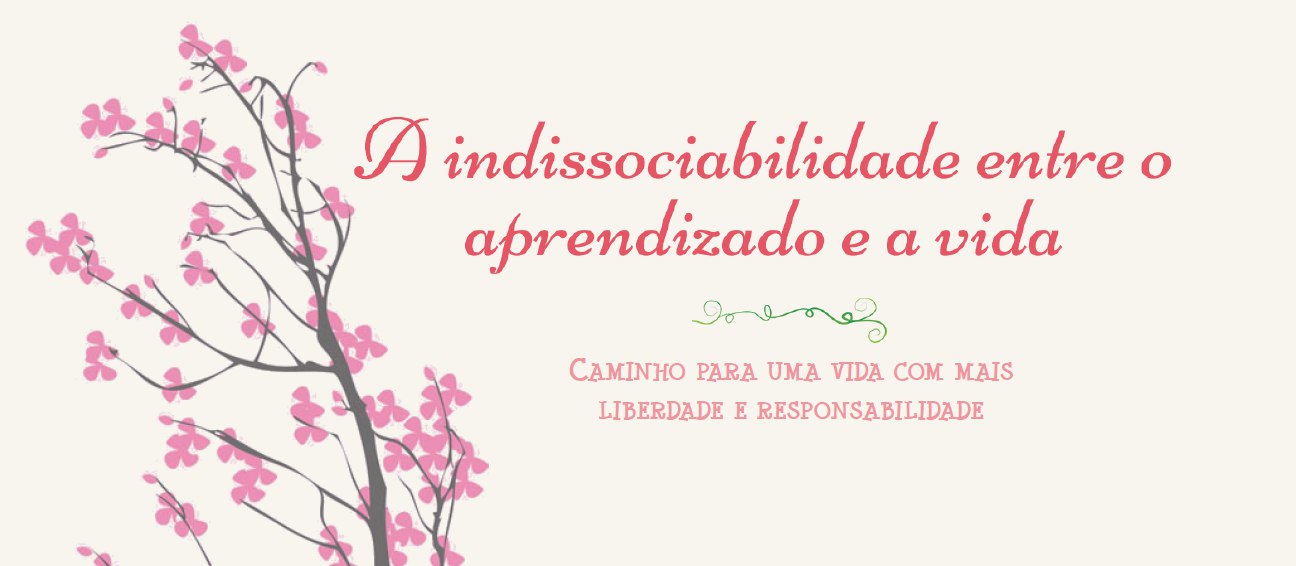 A indissociabilidade entre o
aprendizado e a vida
Caminho para uma vida com mais
liberdade e responsabilidade